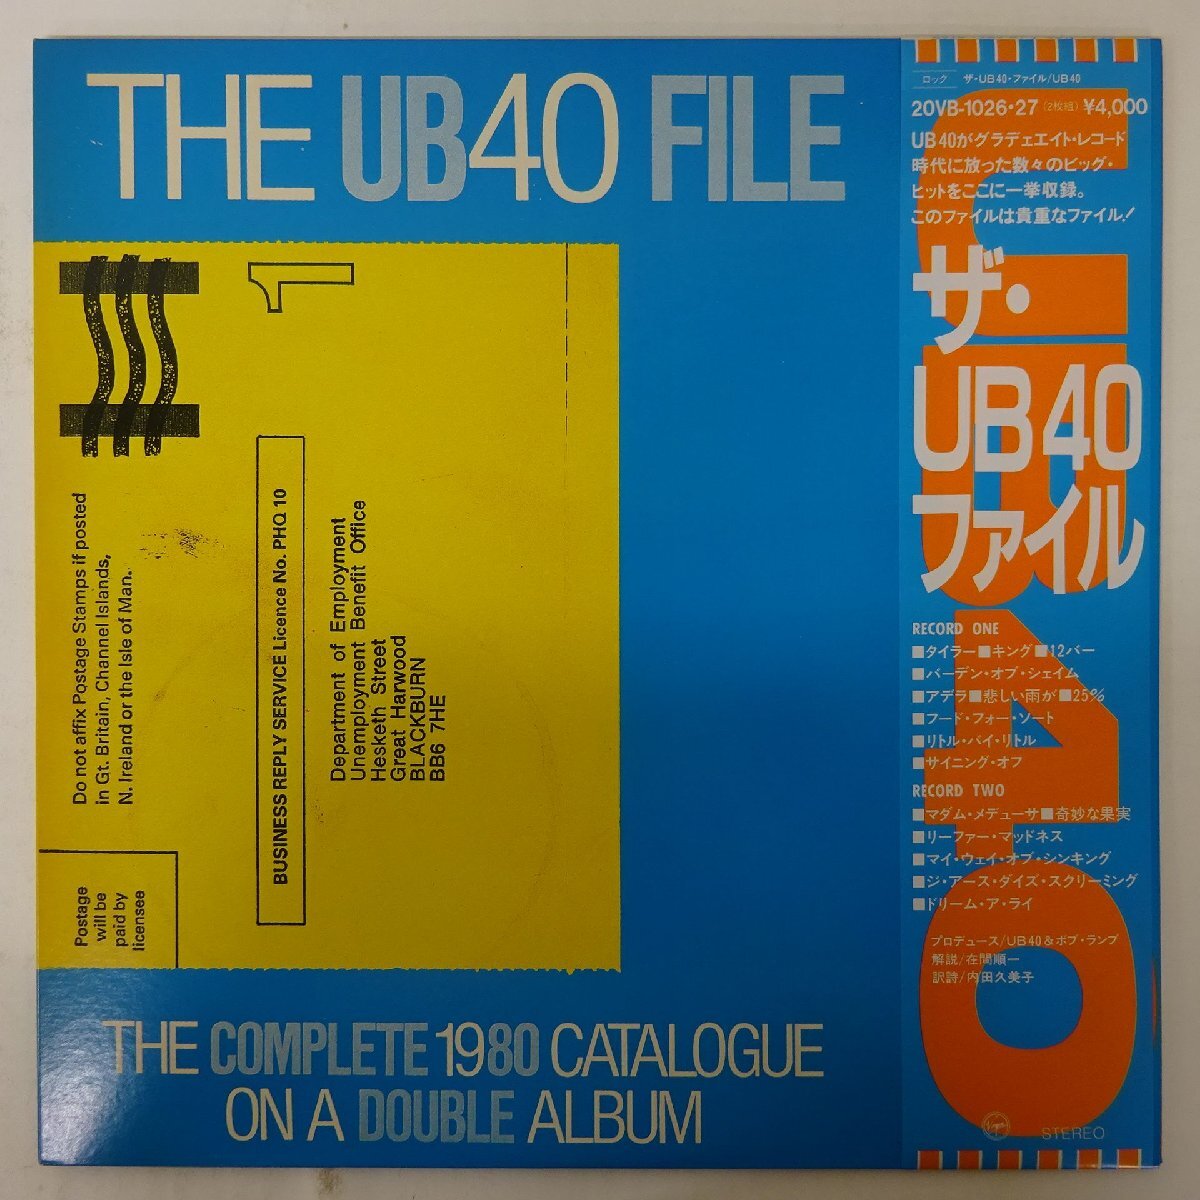 THE UB40 FILE
Do not affix Postage Stamps if posted
in Gt. Britain, Channel Islands,
N. Ireland or the Isle of Man.
1
BUSINESS REPLY SERVICE Licence No. PHQ 10
Department of Employment
Unemployment Benefit Office
Hesketh Street
Great Harwood
BLACKBURN
BB6 7HE
Postage
will be
paid by
licensee
THE COMPLETE 1980 CATALOGUE
ON A DOUBLE ALBUM
UB40
ロック ザ・UB40・ファイル/UB40
20VB-1026・27 (2枚組) ¥4,000
UB40がグラデュエイト・レコード
時代に放った数々のビッグ・
ヒットをここに一挙収録。
このファイルは貴重なファイル!
ザ・
UB40
ファイル
RECORD ONE
■タイラー■キング■12バー
■バーデン・オブ・シェイム
■アデラ■悲しい雨が■25%
■フード・フォー・ソート
■リトル・バイ・リトル
■サイニング・オフ
RECORD TWO
■マダム・メデューサ■奇妙な果実
■リーファー・マッドネス
■マイ・ウェイ・オブ・シンキング
■ジ・アース・ダイズ・スクリーミング
■ドリーム・ア・ライ
プロデュース/UB40&ボブ・ランブ
解説/在間順一
訳詩/内田久美子
Virgin STEREO